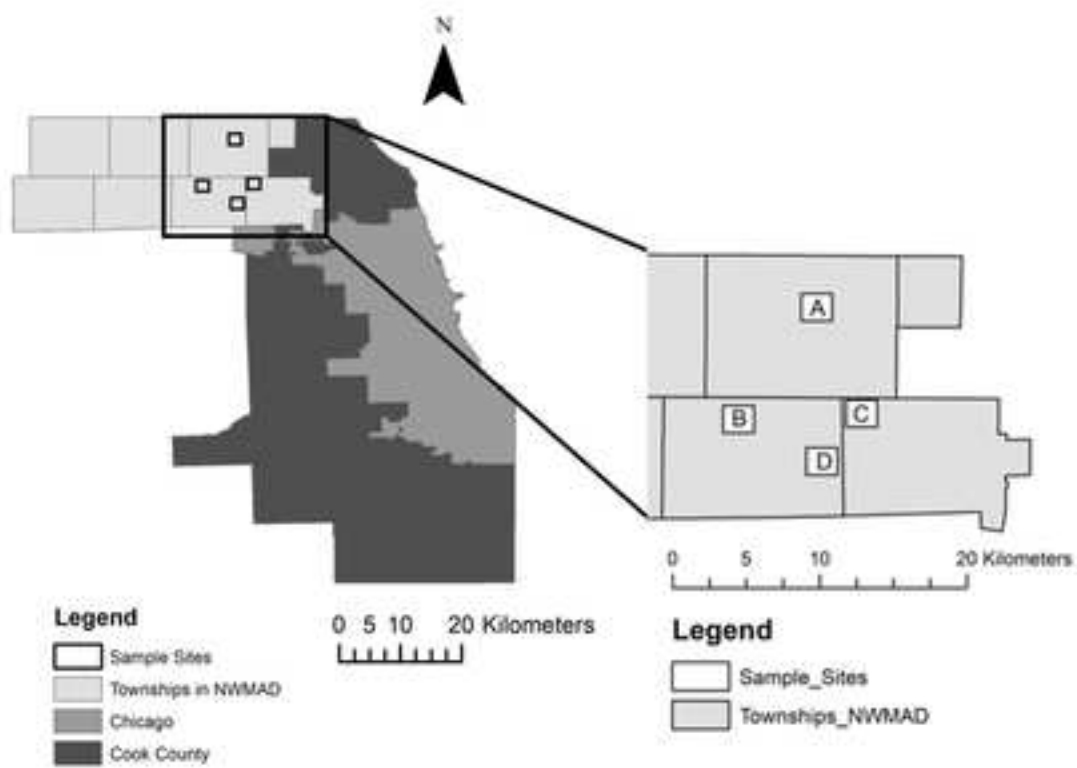 N
A
B
C
D
0 5 10 20 Kilometers
Legend
Sample_Sites
Townships_NWMAD
0 5 10 20 Kilometers
Legend
Sample Sites
Townships in NWMAD
Chicago
Cook County